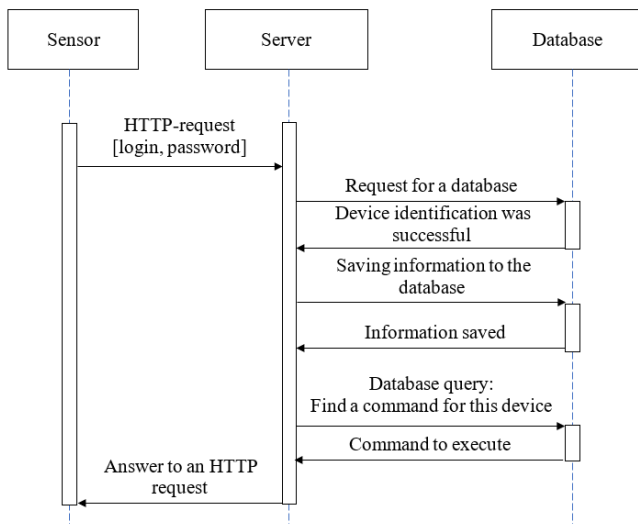 Sensor
Server
Database
HTTP-request
[login, password]
Request for a database
Device identification was
successful
Saving information to the
database
Information saved
Database query:
Find a command for this device
Command to execute
Answer to an HTTP
request